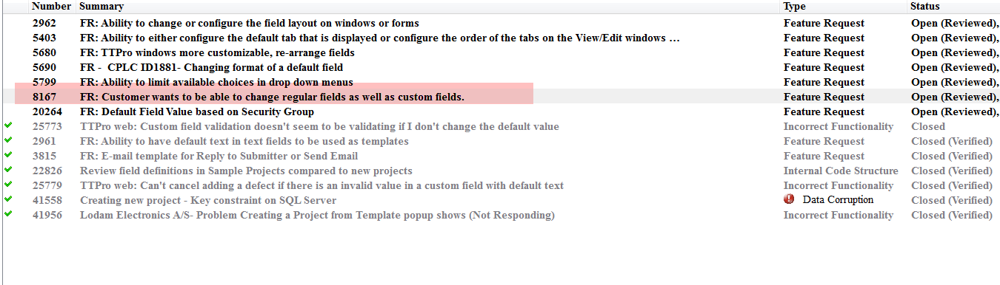 Number Summary Type Status
2962 FR: Ability to change or configure the field layout on windows or forms Feature Request Open (Reviewed),
5403 FR: Ability to either configure the default tab that is displayed or configure the order of the tabs on the View/Edit windows … Feature Request Open (Reviewed),
5680 FR: TTPro windows more customizable, re-arrange fields Feature Request Open (Reviewed),
5690 FR - CPLC ID1881- Changing format of a default field Feature Request Open (Reviewed),
5799 FR: Ability to limit available choices in drop down menus Feature Request Open (Reviewed),
8167 FR: Customer wants to be able to change regular fields as well as custom fields. Feature Request Open (Reviewed),
20264 FR: Default Field Value based on Security Group Feature Request Open (Reviewed),
25773 TTPro web: Custom field validation doesn't seem to be validating if I don't change the default value Incorrect Functionality Closed
2961 FR: Ability to have default text in text fields to be used as templates Feature Request Closed (Verified)
3815 FR: E-mail template for Reply to Submitter or Send Email Feature Request Closed (Verified)
22826 Review field definitions in Sample Projects compared to new projects Internal Code Structure Closed (Verified)
25779 TTPro web: Can't cancel adding a defect if there is an invalid value in a custom field with default text Incorrect Functionality Closed (Verified)
41558 Creating new project - Key constraint on SQL Server Data Corruption Closed (Verified)
41956 Lodam Electronics A/S- Problem Creating a Project from Template popup shows (Not Responding) Incorrect Functionality Closed (Verified)